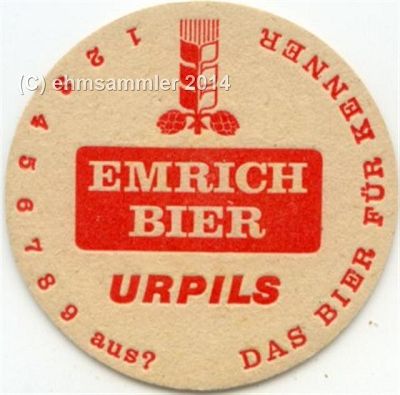 (C) ehmsammler 2014
EMRICH
BIER
URPILS
1 2 3 4 5 6 7 8 9 aus?
DAS BIER FÜR KENNER